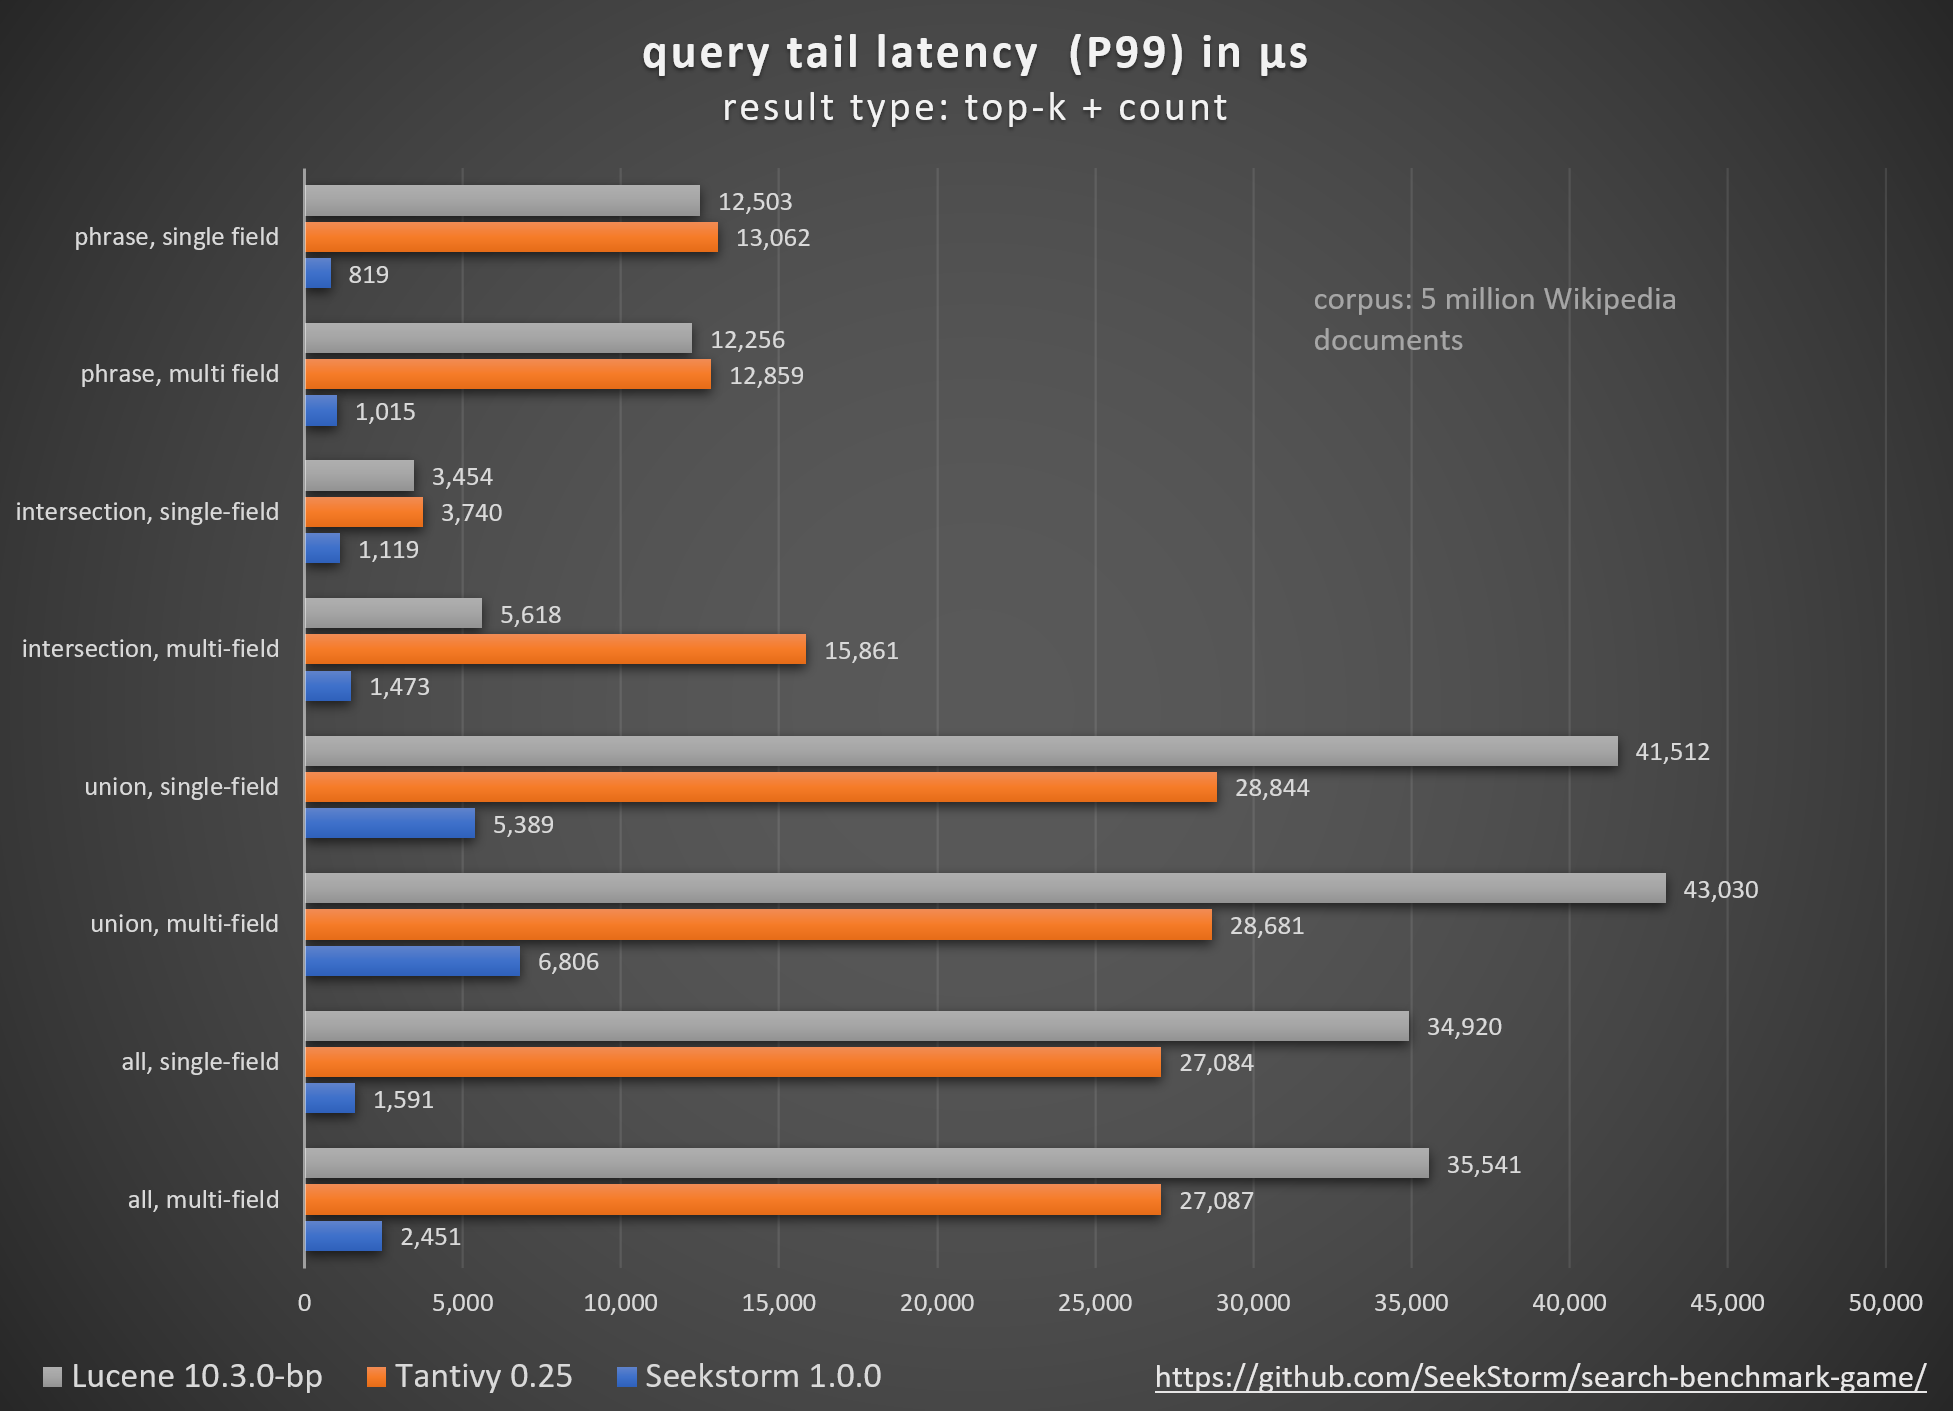 query tail latency (P99) in µs
result type: top-k + count
corpus: 5 million Wikipedia
documents
phrase, single field
12,503
13,062
819
phrase, multi field
12,256
12,859
1,015
intersection, single-field
3,454
3,740
1,119
intersection, multi-field
5,618
15,861
1,473
union, single-field
41,512
28,844
5,389
union, multi-field
43,030
28,681
6,806
all, single-field
34,920
27,084
1,591
all, multi-field
35,541
27,087
2,451
0 5,000 10,000 15,000 20,000 25,000 30,000 35,000 40,000 45,000 50,000
Lucene 10.3.0-bp Tantivy 0.25 Seekstorm 1.0.0 https://github.com/SeekStorm/search-benchmark-game/